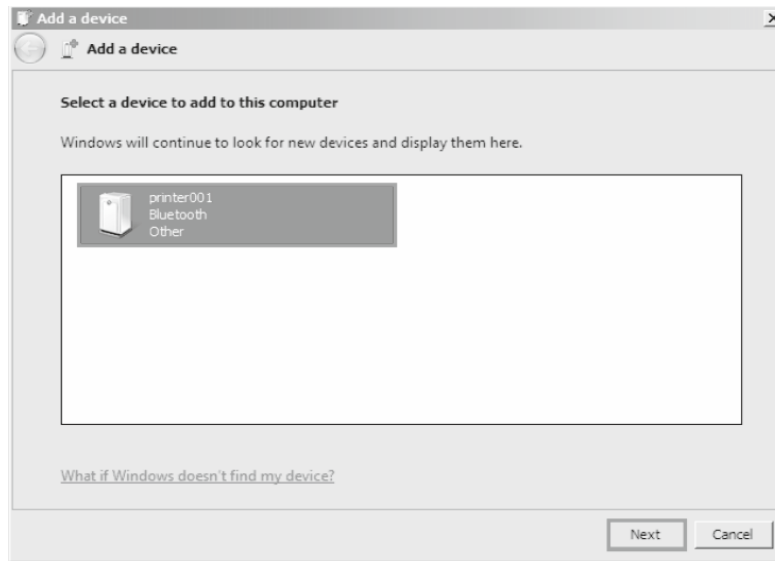 Add a device
Add a device
Select a device to add to this computer
Windows will continue to look for new devices and display them here.
printer001
Bluetooth
Other
What if Windows doesn't find my device?
Next
Cancel